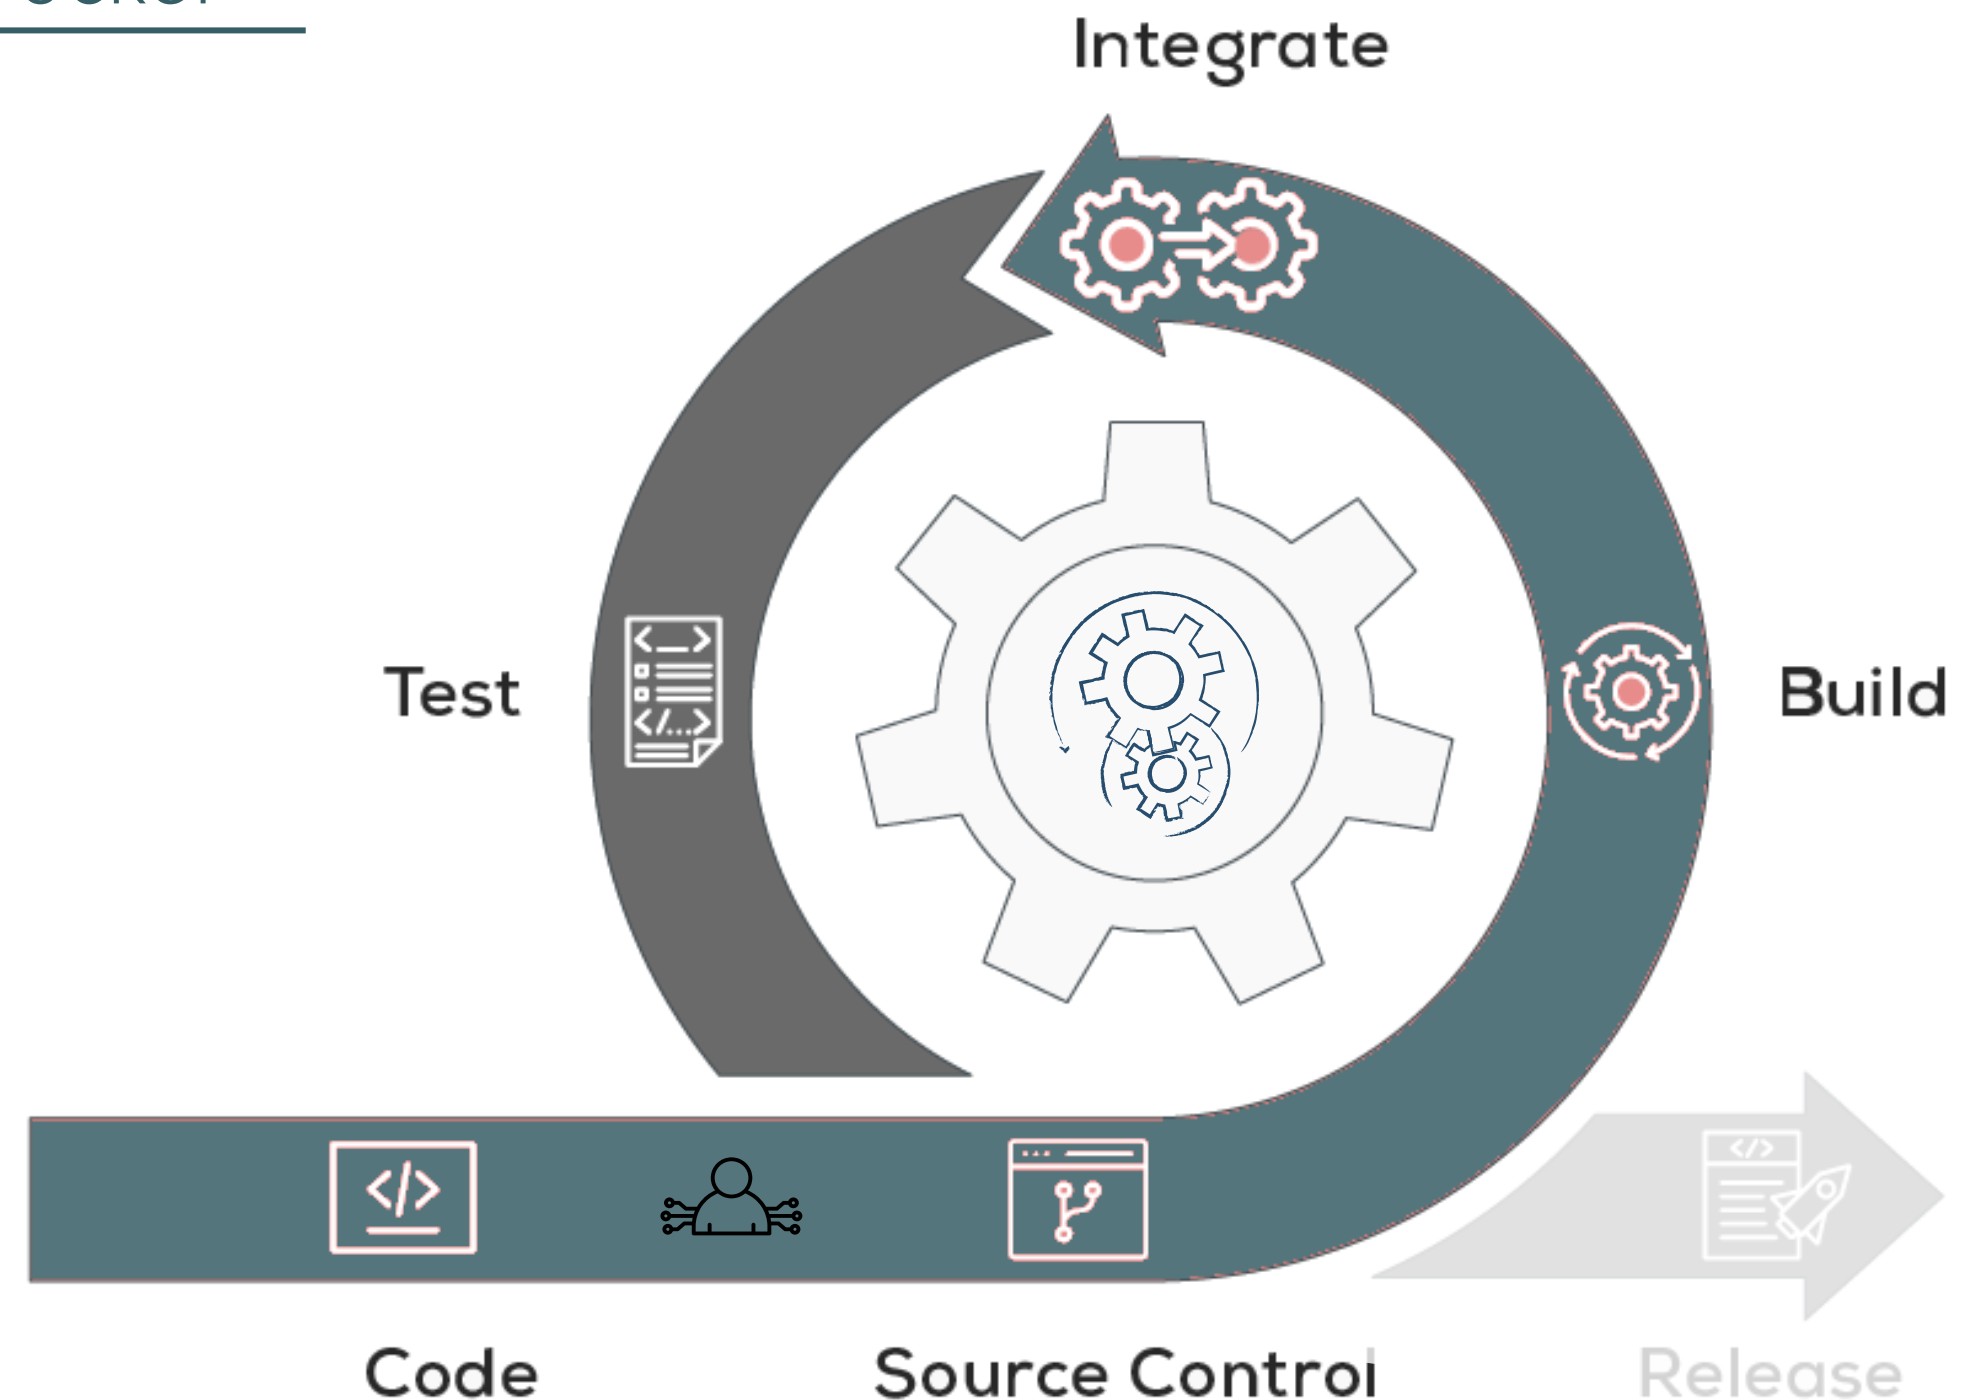 Integrate
Test
Build
Code
Source Control
Release